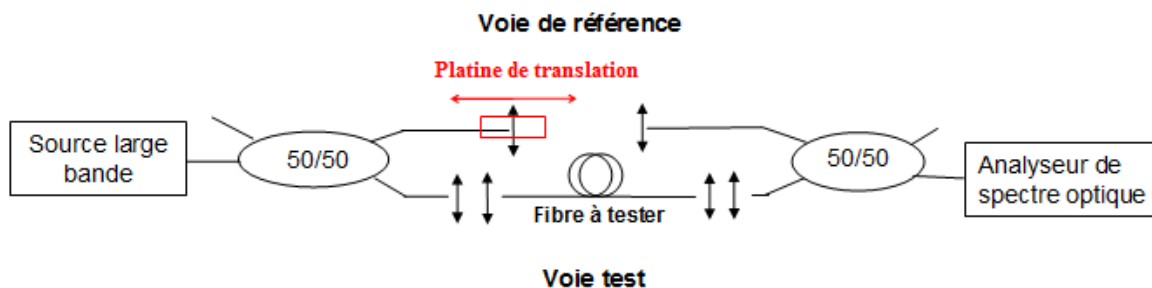 Voie de référence
Platine de translation
Source large
bande
50/50
50/50
Analyseur de
spectre optique
Fibre à tester
Voie test